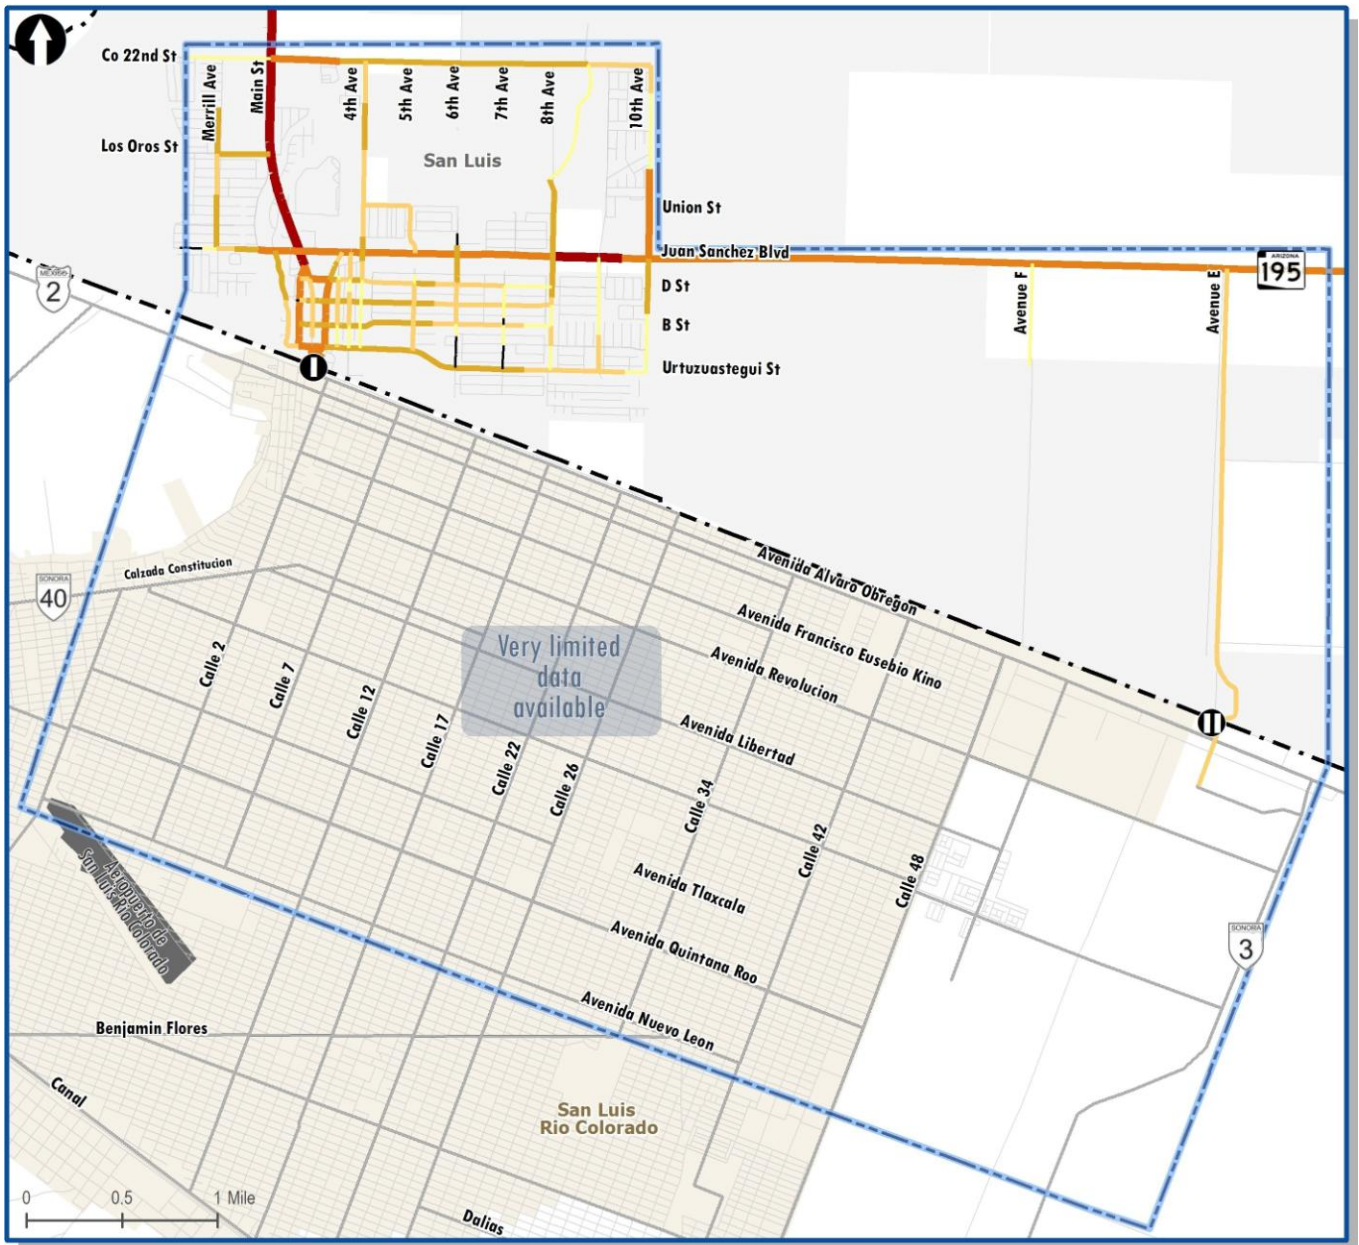 Co 22nd St
Merrill Ave
Main St
4th Ave
5th Ave
6th Ave
7th Ave
8th Ave
10th Ave
Los Oros St
San Luis
Union St
Juan Sanchez Blvd
ARIZONA
195
MEXICO
2
D St
Avenue F
Avenue E
B St
I
Urtuzuastegui St
Avenida Alvaro Obregon
Calzada Constitucion
SONORA
40
Avenida Francisco Eusebio Kino
Very limited
data
available
Avenida Revolucion
Calle 2
Calle 7
Calle 12
Calle 17
Calle 22
Calle 26
Avenida Libertad
II
Calle 34
Calle 42
Calle 48
Aeropuerto de
San Luis Rio Colorado
Avenida Tlaxcala
Avenida Quintana Roo
SONORA
3
Avenida Nuevo Leon
Benjamin Flores
Canal
San Luis
Rio Colorado
0 0.5 1 Mile
Dalias